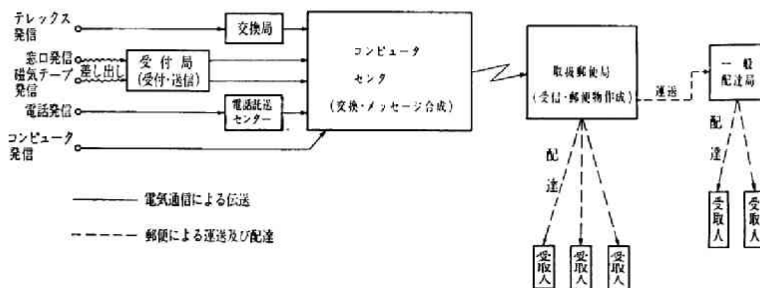 テレックス
発信
交換局
窓口発信
磁気テープ
発信
差し出し
受付局
(受付・送信)
電話発信
電話託送
センター
コンピュータ
発信
コンピュータ
センタ
(交換・メッセージ合成)
取扱郵便局
(受信・郵便物作成)
運送
一般
配達局
配達
配達
受取人
受取人
受取人
受取人
受取人
電気通信による伝送
郵便による運送及び配達